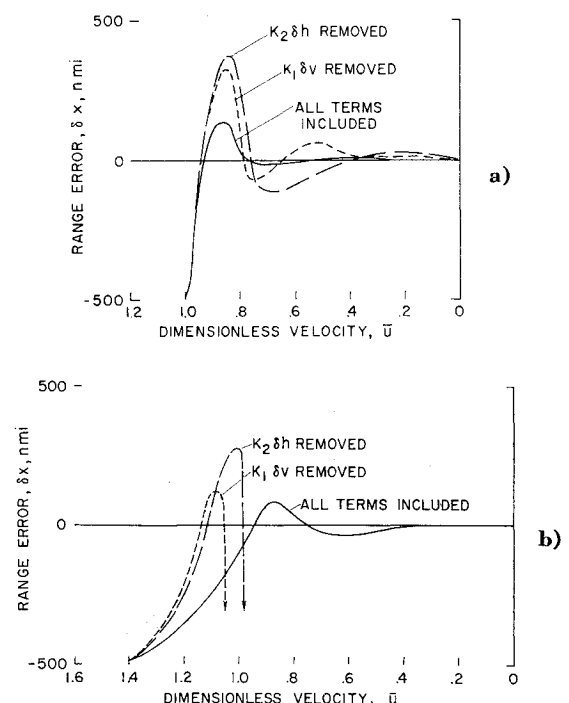 500
K₂ δh REMOVED
K₁ δv REMOVED
ALL TERMS
INCLUDED
RANGE ERROR, δx, nmi
0
a)
-500
1.2 1.0 .8 .6 .4 .2 0
DIMENSIONLESS VELOCITY, ū
500
K₂ δh REMOVED
K₁ δv REMOVED
ALL TERMS INCLUDED
RANGE ERROR, δx, nmi
0
b)
-500
1.6 1.4 1.2 1.0 .8 .6 .4 .2 0
DIMENSIONLESS VELOCITY, ū